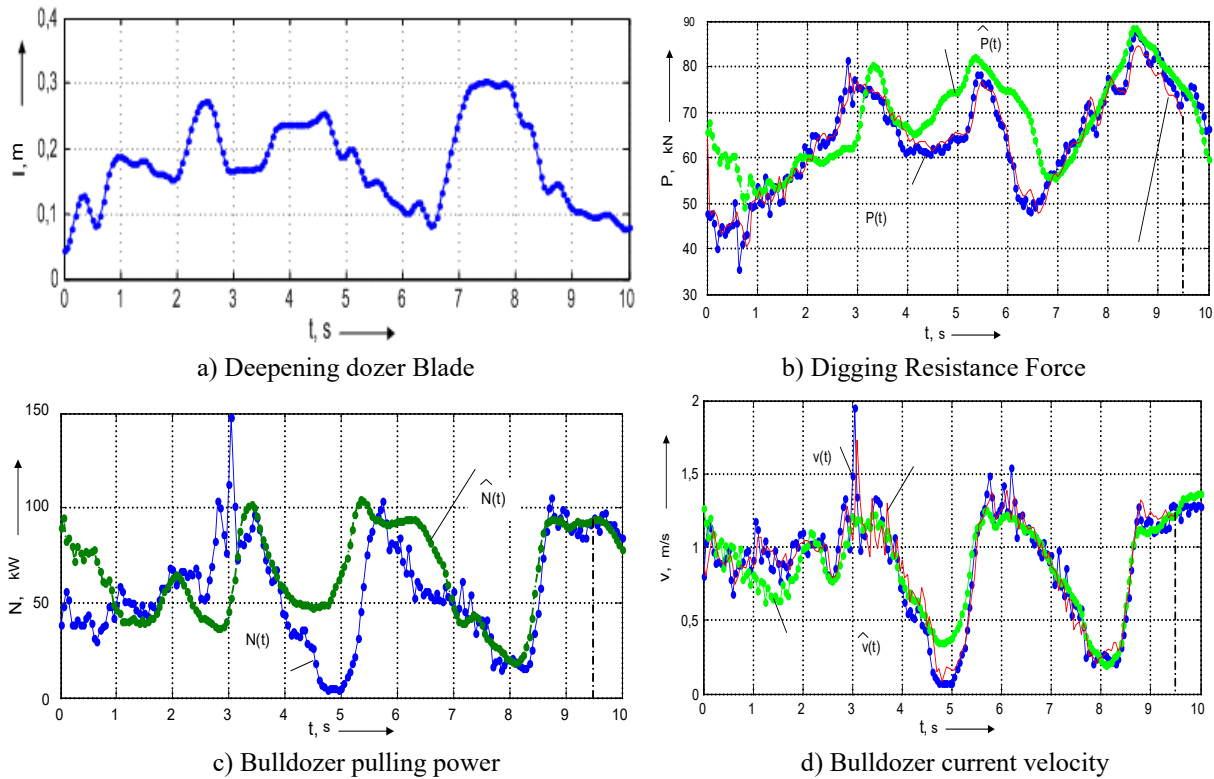 0,4
0,3
0,2
0,1
0
l, m
0 1 2 3 4 5 6 7 8 9 10
t, s
a) Deepening dozer Blade
90
80
70
60
50
40
30
P, kN
P̂(t)
P(t)
0 1 2 3 4 5 6 7 8 9 10
t, s
b) Digging Resistance Force
150
100
50
0
N, kW
N̂(t)
N(t)
0 1 2 3 4 5 6 7 8 9 10
t, s
c) Bulldozer pulling power
2
1.5
1
0.5
0
v, m/s
v(t)
v̂(t)
0 1 2 3 4 5 6 7 8 9 10
t, s
d) Bulldozer current velocity